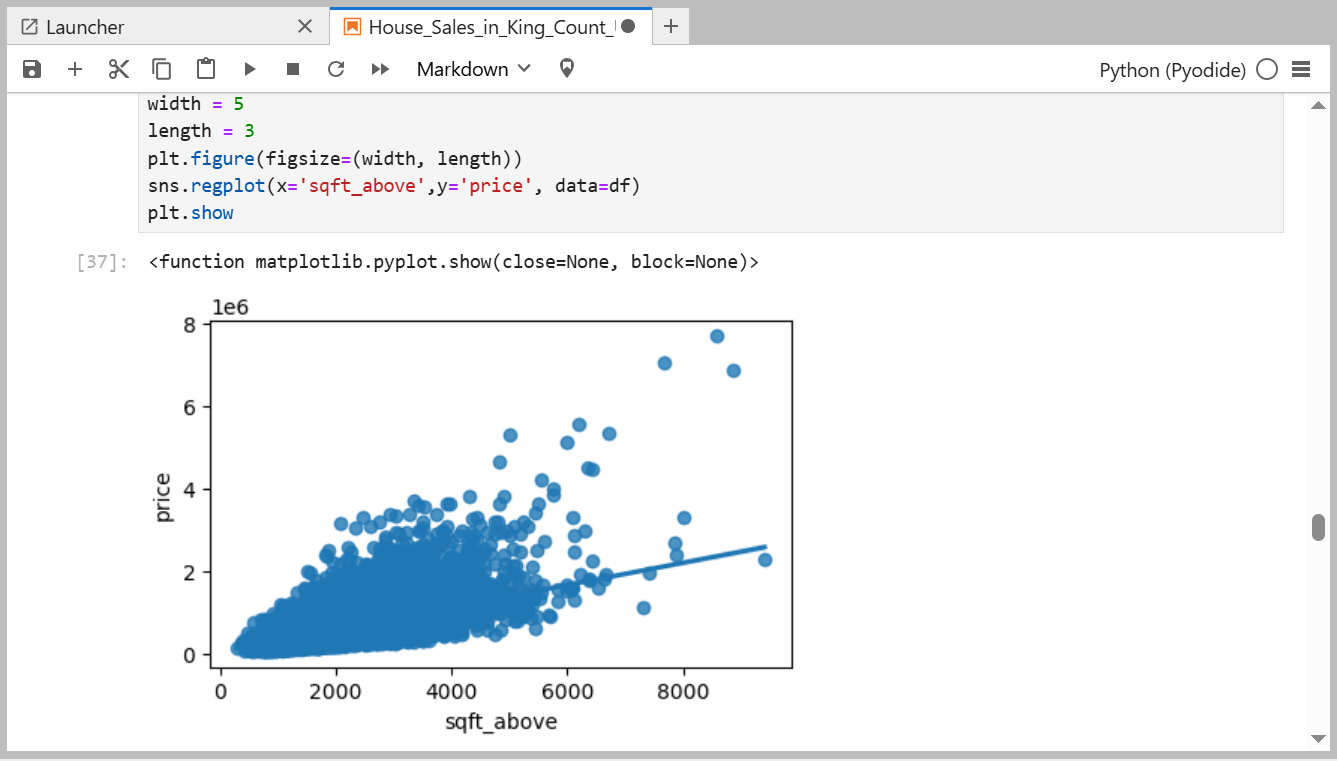 Launcher
House_Sales_in_King_Count_
Markdown
Python (Pyodide)
width = 5
length = 3
plt.figure(figsize=(width, length))
sns.regplot(x='sqft_above',y='price', data=df)
plt.show
[37]: <function matplotlib.pyplot.show(close=None, block=None)>
1e6
8
6
4
2
0
price
0 2000 4000 6000 8000
sqft_above